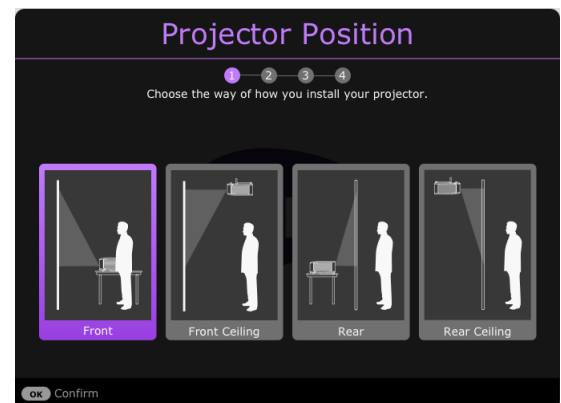 Projector Position
1 2 3 4
Choose the way of how you install your projector.
Front
Front Ceiling
Rear
Rear Ceiling
OK Confirm